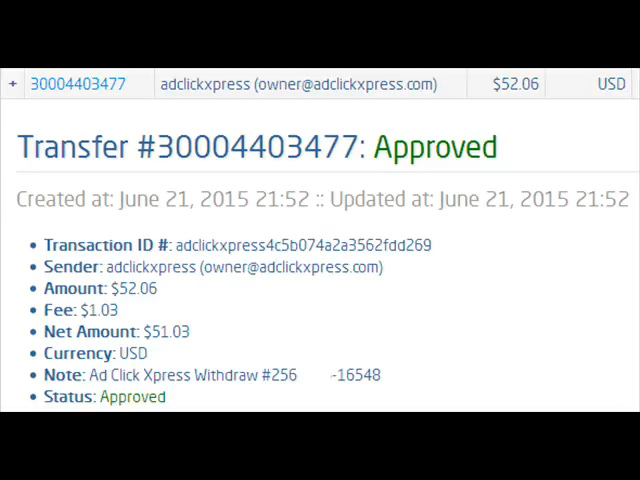 + 30004403477 adclickxpress (owner@adclickxpress.com) $52.06 USD
Transfer #30004403477: Approved
Created at: June 21, 2015 21:52 :: Updated at: June 21, 2015 21:52
• Transaction ID #: adclickxpress4c5b074a2a3562fdd269
• Sender: adclickxpress (owner@adclickxpress.com)
• Amount: $52.06
• Fee: $1.03
• Net Amount: $51.03
• Currency: USD
• Note: Ad Click Xpress Withdraw #256 -16548
• Status: Approved